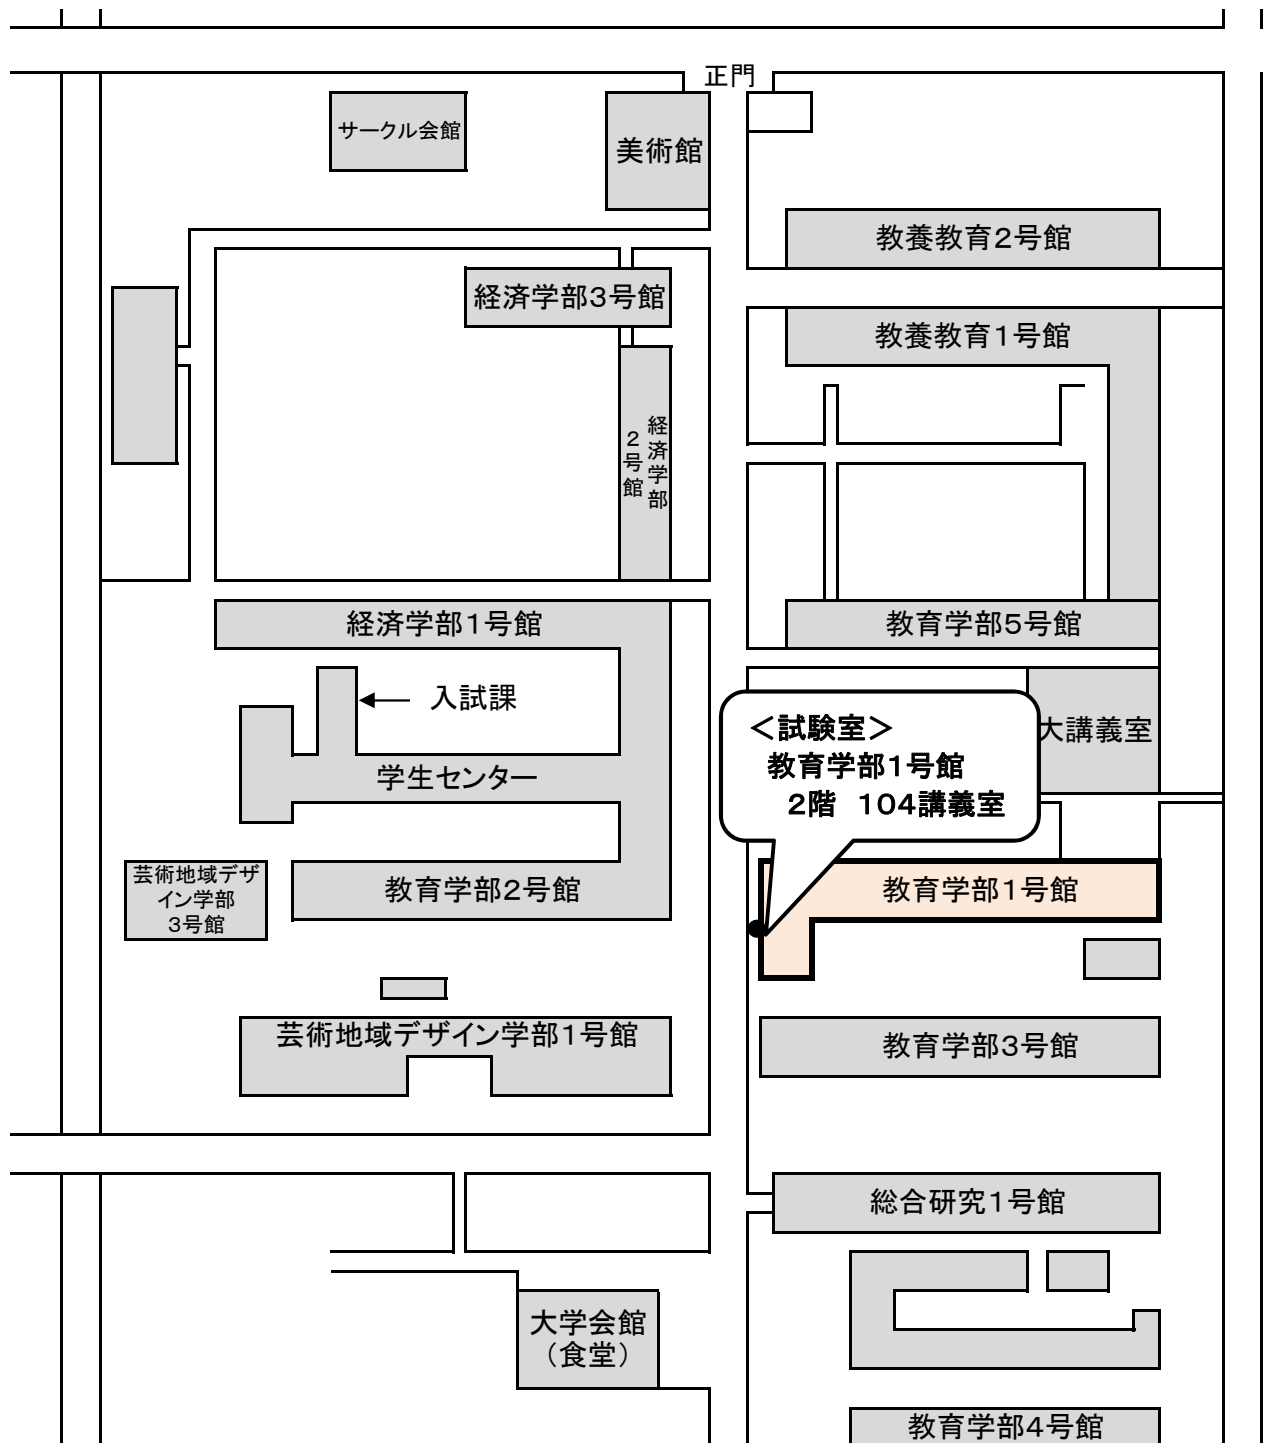 正門
サークル会館
美術館
教養教育２号館
経済学部３号館
教養教育１号館
経済学部
２号館
経済学部１号館
教育学部５号館
入試課
大講義室
＜試験室＞
教育学部１号館
２階　１０４講義室
学生センター
芸術地域デザ
イン学部
３号館
教育学部２号館
教育学部１号館
芸術地域デザイン学部１号館
教育学部３号館
総合研究１号館
大学会館
（食堂）
教育学部４号館